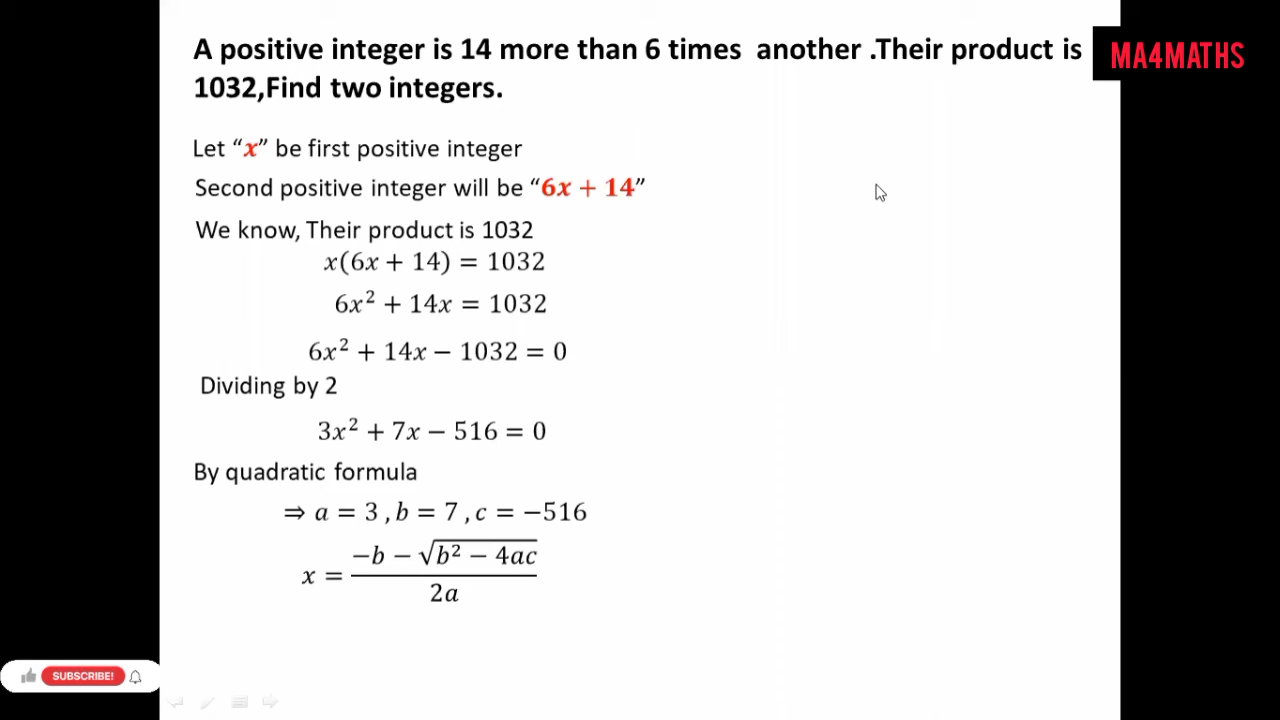 A positive integer is 14 more than 6 times another .Their product is
1032,Find two integers.
MA4MATHS
Let “x” be first positive integer
Second positive integer will be “6x + 14”
We know, Their product is 1032
x(6x + 14) = 1032
6x² + 14x = 1032
6x² + 14x − 1032 = 0
Dividing by 2
3x² + 7x − 516 = 0
By quadratic formula
⇒ a = 3 , b = 7 , c = −516
x = (−b − √(b² − 4ac)) / 2a
SUBSCRIBE!